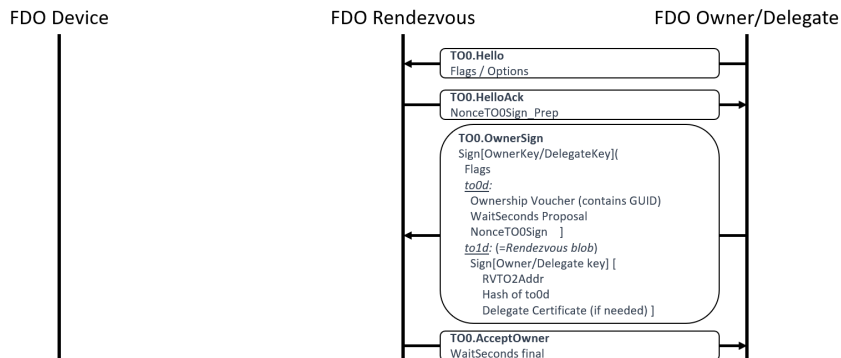 FDO Device
FDO Rendezvous
FDO Owner/Delegate
TO0.Hello
Flags / Options
TO0.HelloAck
NonceTO0Sign_Prep
TO0.OwnerSign
Sign[OwnerKey/DelegateKey](
Flags
to0d:
Ownership Voucher (contains GUID)
WaitSeconds Proposal
NonceTO0Sign ]
to1d: (=Rendezvous blob)
Sign[Owner/Delegate key] [
RVTO2Addr
Hash of to0d
Delegate Certificate (if needed) ]
TO0.AcceptOwner
WaitSeconds final